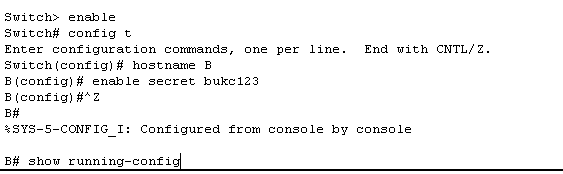 Switch> enable
Switch# config t
Enter configuration commands, one per line.  End with CNTL/Z.
Switch(config)# hostname B
B(config)# enable secret bukc123
B(config)#^Z
B#
%SYS-5-CONFIG_I: Configured from console by console
B# show running-config